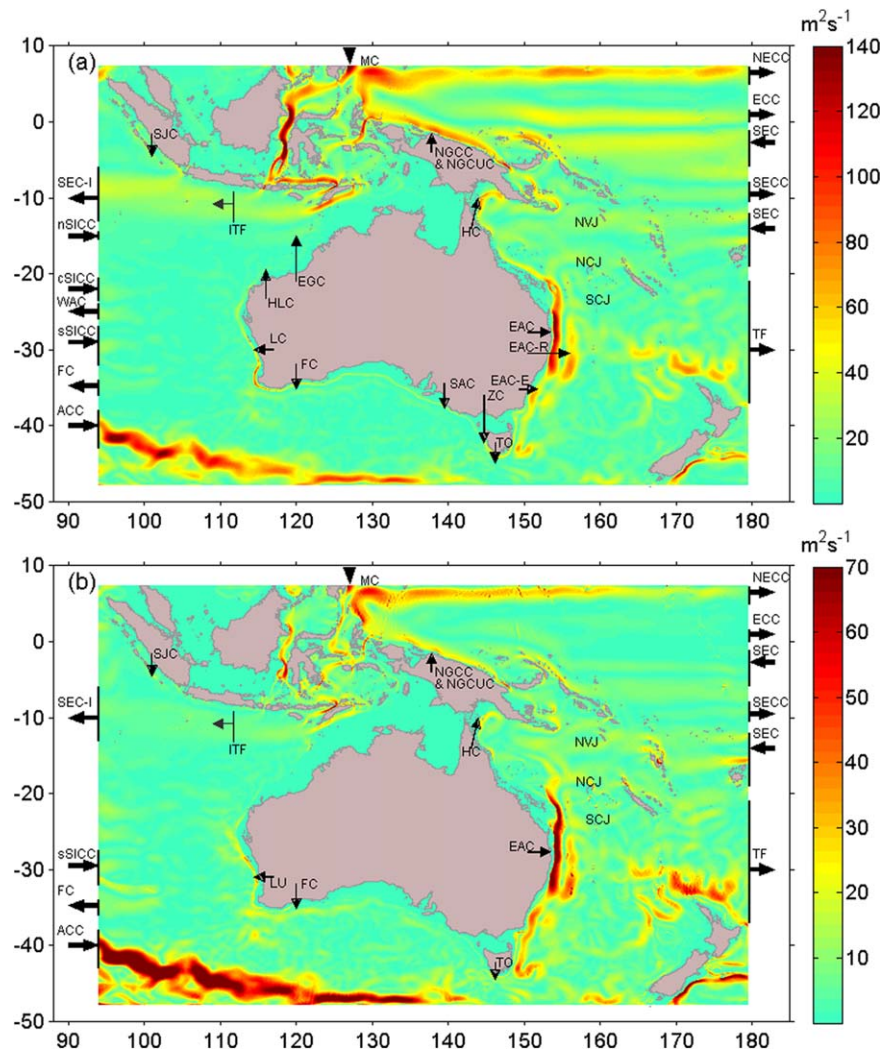 m²s⁻¹
10
0
-10
-20
-30
-40
-50
90
100
110
120
130
140
150
160
170
180
(a)
MC
NECC
ECC
SEC
SECC
SEC
TF
SJC
SEC-I
nSICC
cSICC
WAC
sSICC
FC
ACC
ITF
NGCC
& NGCUC
HC
NVJ
NCJ
SCJ
EGC
HLC
LC
FC
EAC
EAC-R
EAC-E
SAC
ZC
TO
140
120
100
80
60
40
20
m²s⁻¹
10
0
-10
-20
-30
-40
-50
90
100
110
120
130
140
150
160
170
180
(b)
MC
NECC
ECC
SEC
SECC
SEC
TF
SJC
SEC-I
sSICC
FC
ACC
ITF
NGCC
& NGCUC
HC
NVJ
NCJ
SCJ
EAC
LU
FC
TO
70
60
50
40
30
20
10